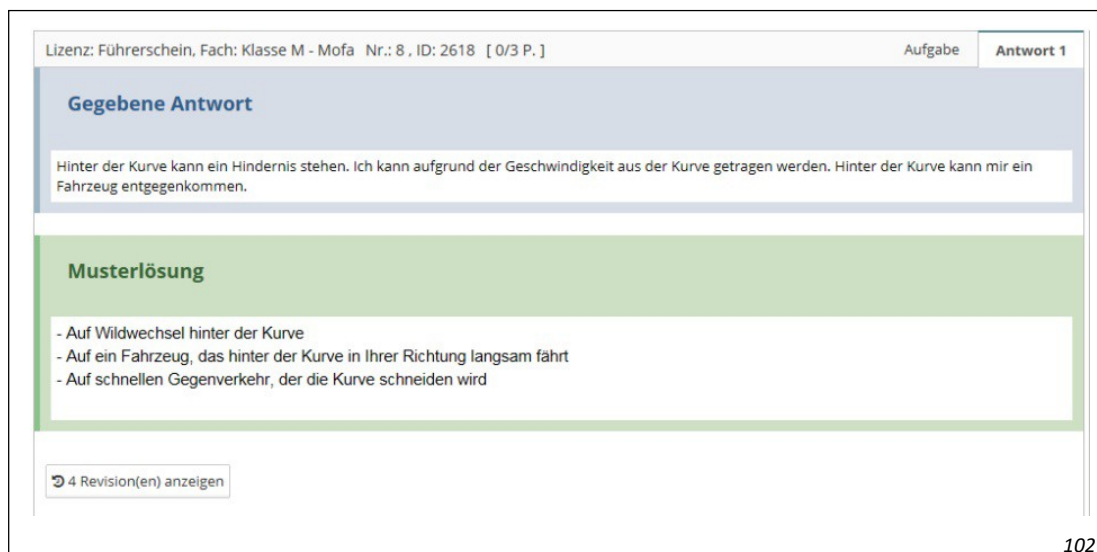 Lizenz: Führerschein, Fach: Klasse M - Mofa Nr.: 8 , ID: 2618 [ 0/3 P. ] Aufgabe Antwort 1
Gegebene Antwort
Hinter der Kurve kann ein Hindernis stehen. Ich kann aufgrund der Geschwindigkeit aus der Kurve getragen werden. Hinter der Kurve kann mir ein
Fahrzeug entgegenkommen.
Musterlösung
- Auf Wildwechsel hinter der Kurve
- Auf ein Fahrzeug, das hinter der Kurve in Ihrer Richtung langsam fährt
- Auf schnellen Gegenverkehr, der die Kurve schneiden wird
4 Revision(en) anzeigen
102